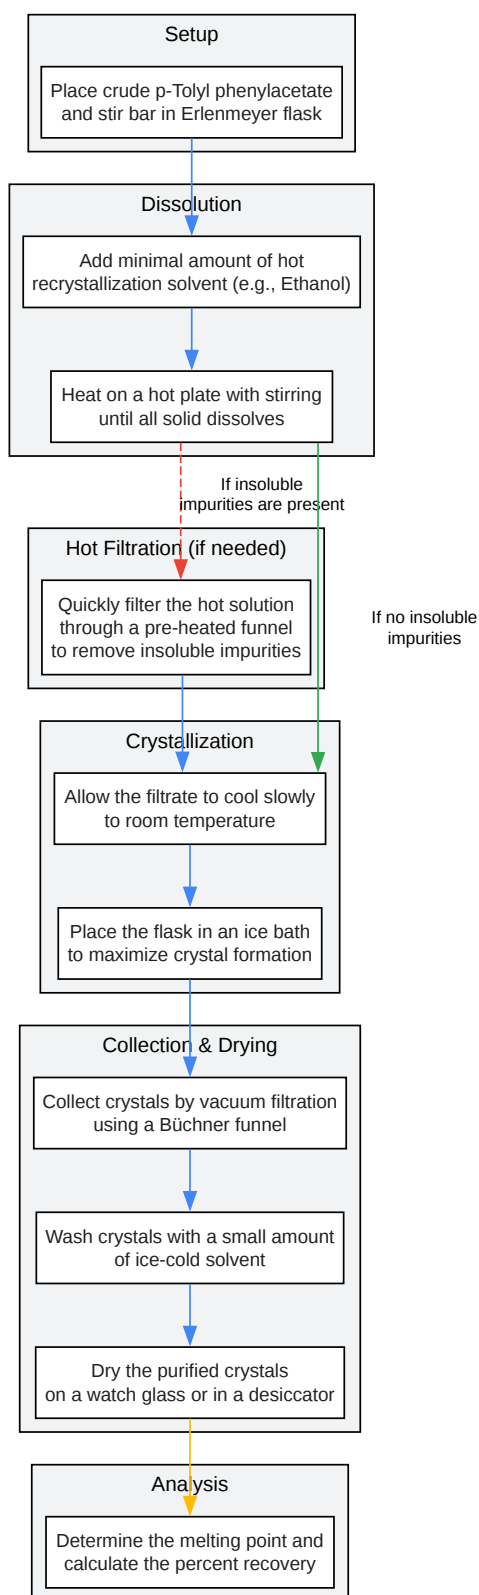 Setup
Place crude p-Tolyl phenylacetate
and stir bar in Erlenmeyer flask
Dissolution
Add minimal amount of hot
recrystallization solvent (e.g., Ethanol)
Heat on a hot plate with stirring
until all solid dissolves
If insoluble
impurities are present
Hot Filtration (if needed)
Quickly filter the hot solution
through a pre-heated funnel
to remove insoluble impurities
If no insoluble
impurities
Crystallization
Allow the filtrate to cool slowly
to room temperature
Place the flask in an ice bath
to maximize crystal formation
Collection & Drying
Collect crystals by vacuum filtration
using a Büchner funnel
Wash crystals with a small amount
of ice-cold solvent
Dry the purified crystals
on a watch glass or in a desiccator
Analysis
Determine the melting point and
calculate the percent recovery